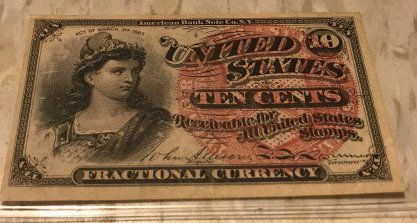 American Bank Note Co. N.Y.
ACT OF MARCH 3RD 1863
UNITED 10
STATES
TEN CENTS
Receivable for
All United States
Stamps.
FRACTIONAL CURRENCY